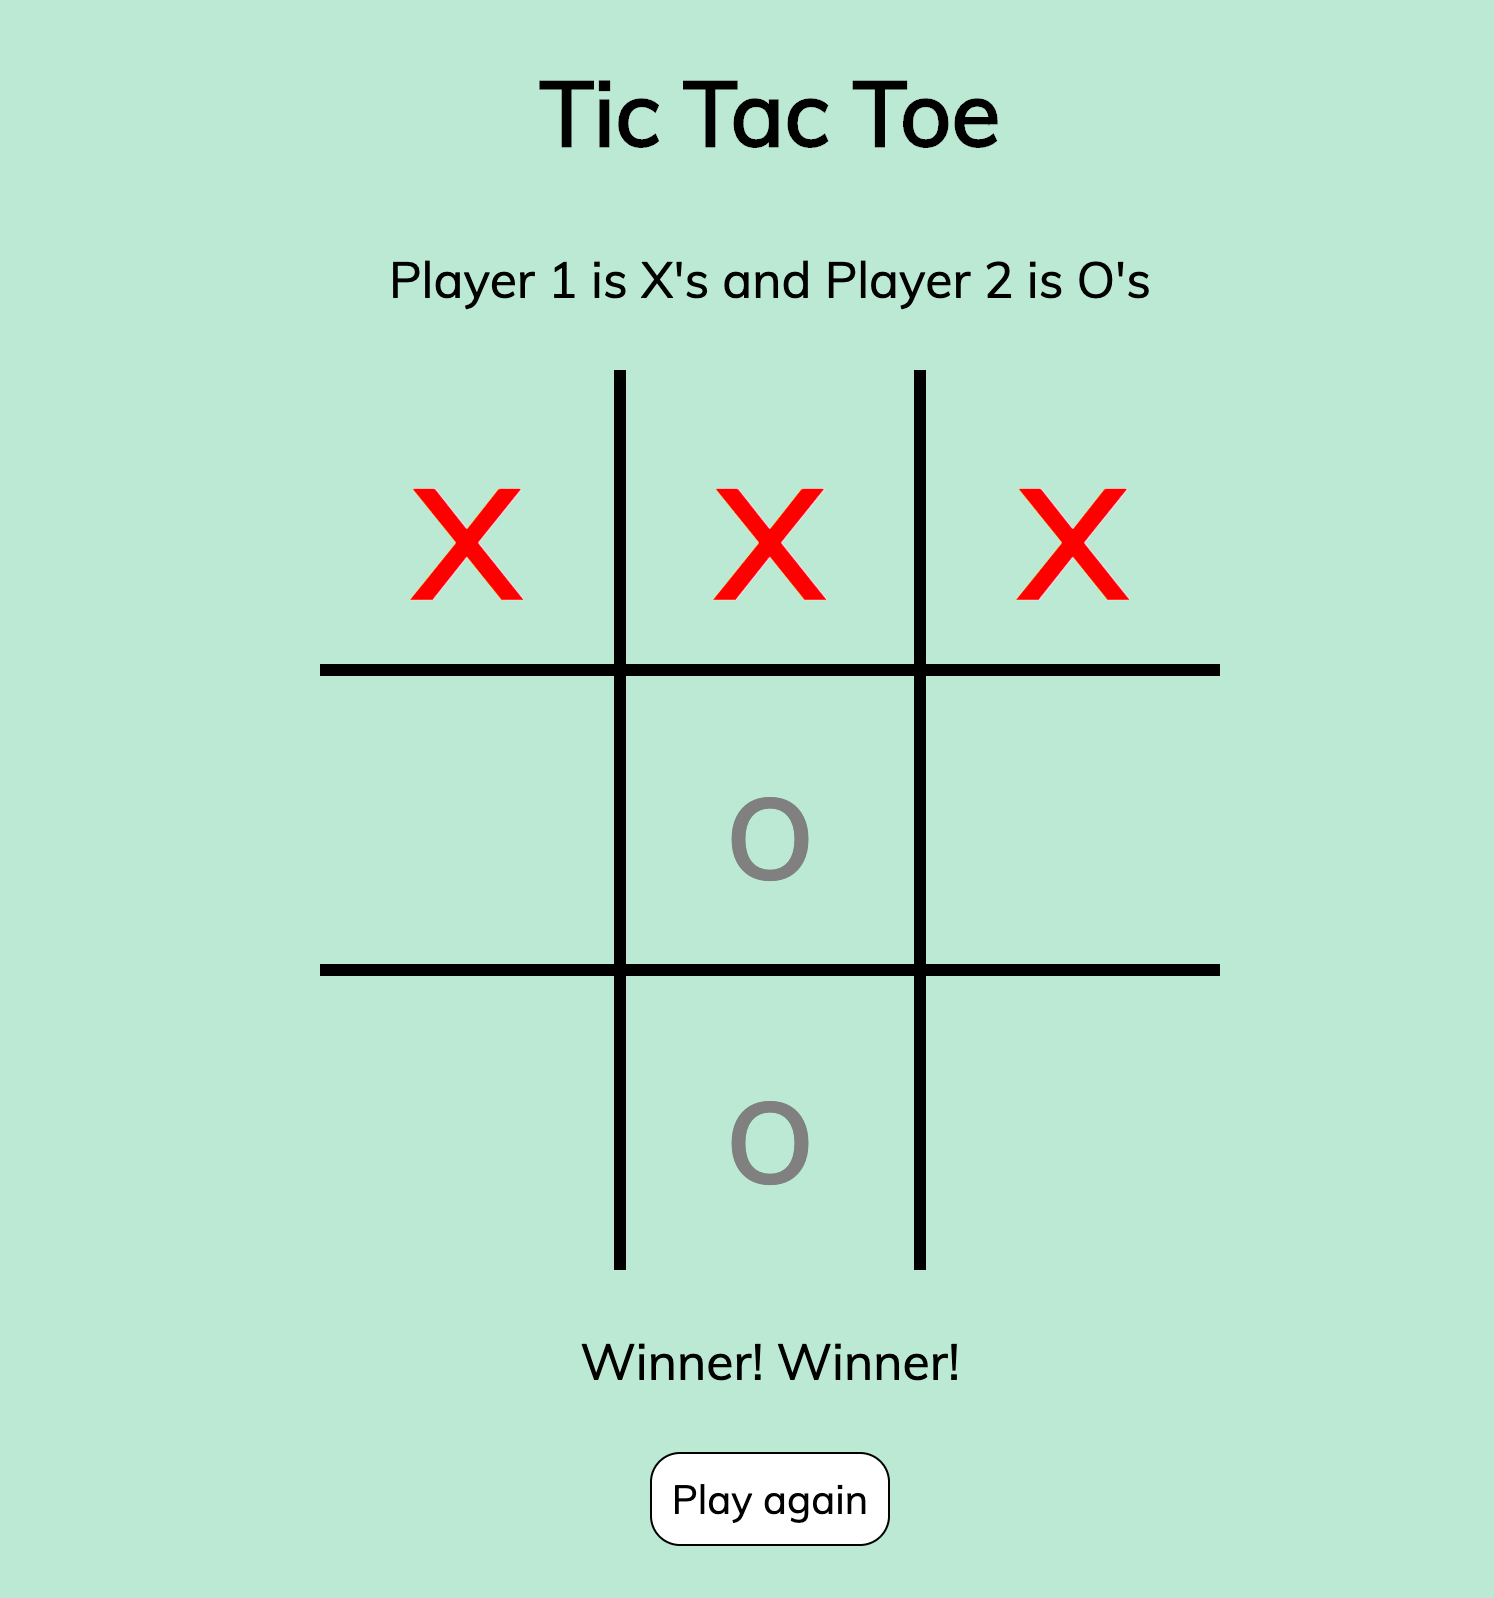 Tic Tac Toe
Player 1 is X's and Player 2 is O's
X X X
O
O
Winner! Winner!
Play again